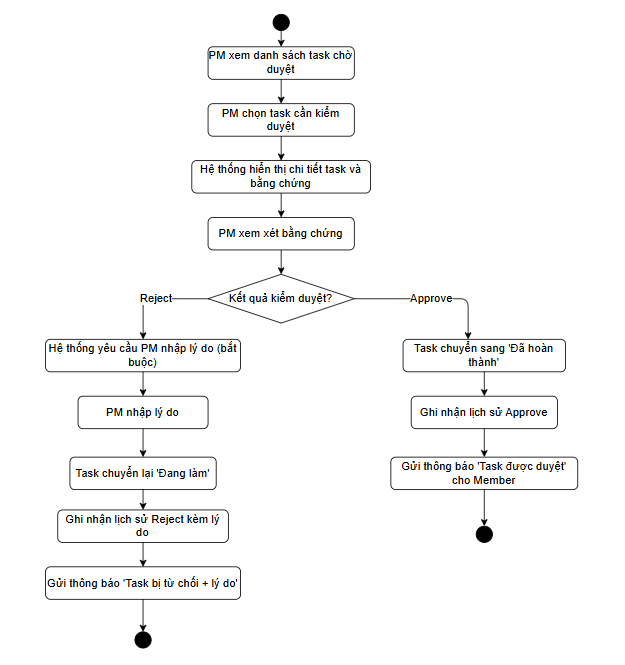 PM xem danh sách task chờ
duyệt
PM chọn task cần kiểm
duyệt
Hệ thống hiển thị chi tiết task và
bằng chứng
PM xem xét bằng chứng
Kết quả kiểm duyệt?
Reject
Approve
Hệ thống yêu cầu PM nhập lý do (bắt
buộc)
PM nhập lý do
Task chuyển lại 'Đang làm'
Ghi nhận lịch sử Reject kèm lý
do
Gửi thông báo 'Task bị từ chối + lý do'
Task chuyển sang 'Đã hoàn
thành'
Ghi nhận lịch sử Approve
Gửi thông báo 'Task được duyệt'
cho Member